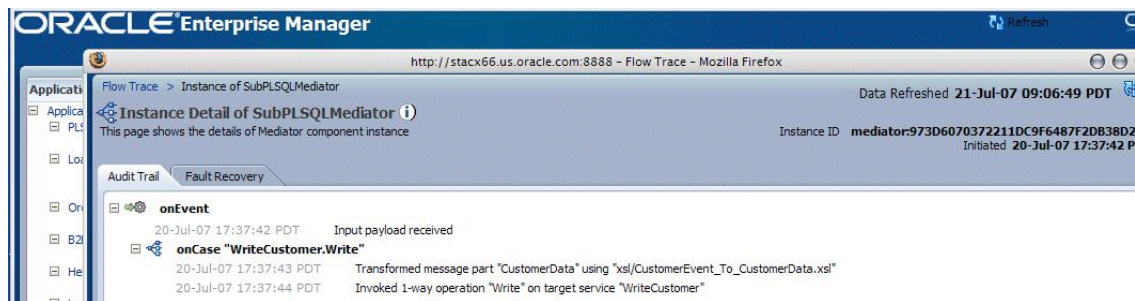 ORACLE Enterprise Manager
Refresh
http://stacx66.us.oracle.com:8888 - Flow Trace - Mozilla Firefox
Applicati
Flow Trace > Instance of SubPLSQLMediator
Data Refreshed 21-Jul-07 09:06:49 PDT
Applica
Instance Detail of SubPLSQLMediator
PLS
This page shows the details of Mediator component instance
Instance ID mediator:973D6070372211DC9F6487F2DB38D2
Initiated 20-Jul-07 17:37:42 P
Loa
Audit Trail Fault Recovery
Or
onEvent
20-Jul-07 17:37:42 PDT Input payload received
B2
onCase "WriteCustomer.Write"
20-Jul-07 17:37:43 PDT Transformed message part "CustomerData" using "xsl/CustomerEvent_To_CustomerData.xsl"
He
20-Jul-07 17:37:44 PDT Invoked 1-way operation "Write" on target service "WriteCustomer"